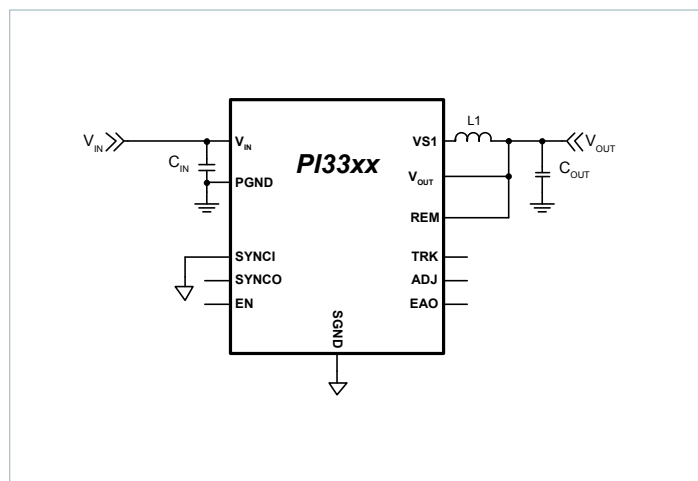 L1
VIN
VIN
VS1
VOUT
CIN
PI33xx
COUT
PGND
VOUT
REM
SYNCI
TRK
SYNCO
ADJ
EN
EAO
SGND